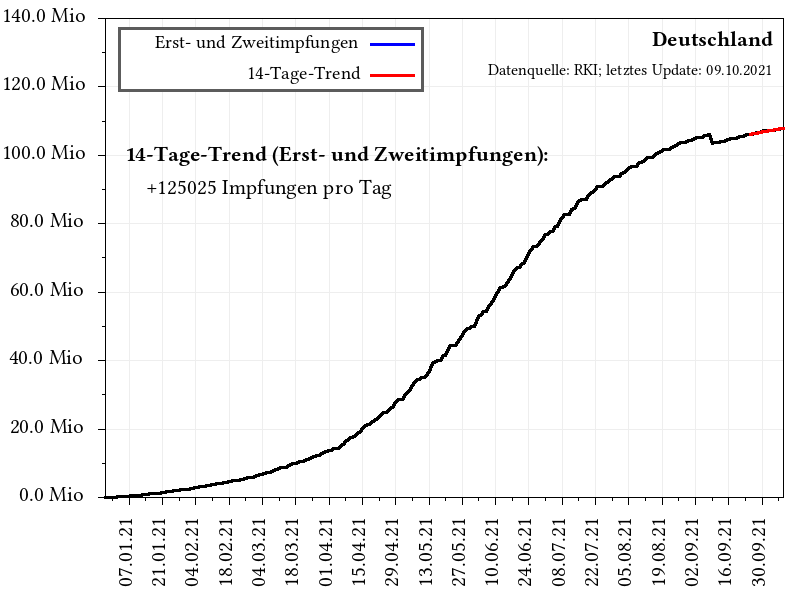 140.0 Mio
120.0 Mio
100.0 Mio
80.0 Mio
60.0 Mio
40.0 Mio
20.0 Mio
0.0 Mio
Erst- und Zweitimpfungen
14-Tage-Trend
Deutschland
Datenquelle: RKI; letztes Update: 09.10.2021
14-Tage-Trend (Erst- und Zweitimpfungen):
+125025 Impfungen pro Tag
07.01.21
21.01.21
04.02.21
18.02.21
04.03.21
18.03.21
01.04.21
15.04.21
29.04.21
13.05.21
27.05.21
10.06.21
24.06.21
08.07.21
22.07.21
05.08.21
19.08.21
02.09.21
16.09.21
30.09.21